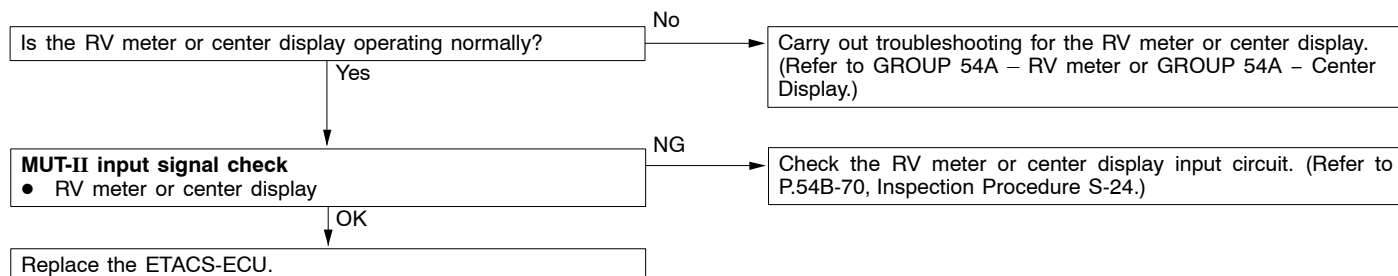 Is the RV meter or center display operating normally?
No
Carry out troubleshooting for the RV meter or center display.
(Refer to GROUP 54A – RV meter or GROUP 54A – Center
Display.)
Yes
MUT-II input signal check
● RV meter or center display
NG
Check the RV meter or center display input circuit. (Refer to
P.54B-70, Inspection Procedure S-24.)
OK
Replace the ETACS-ECU.